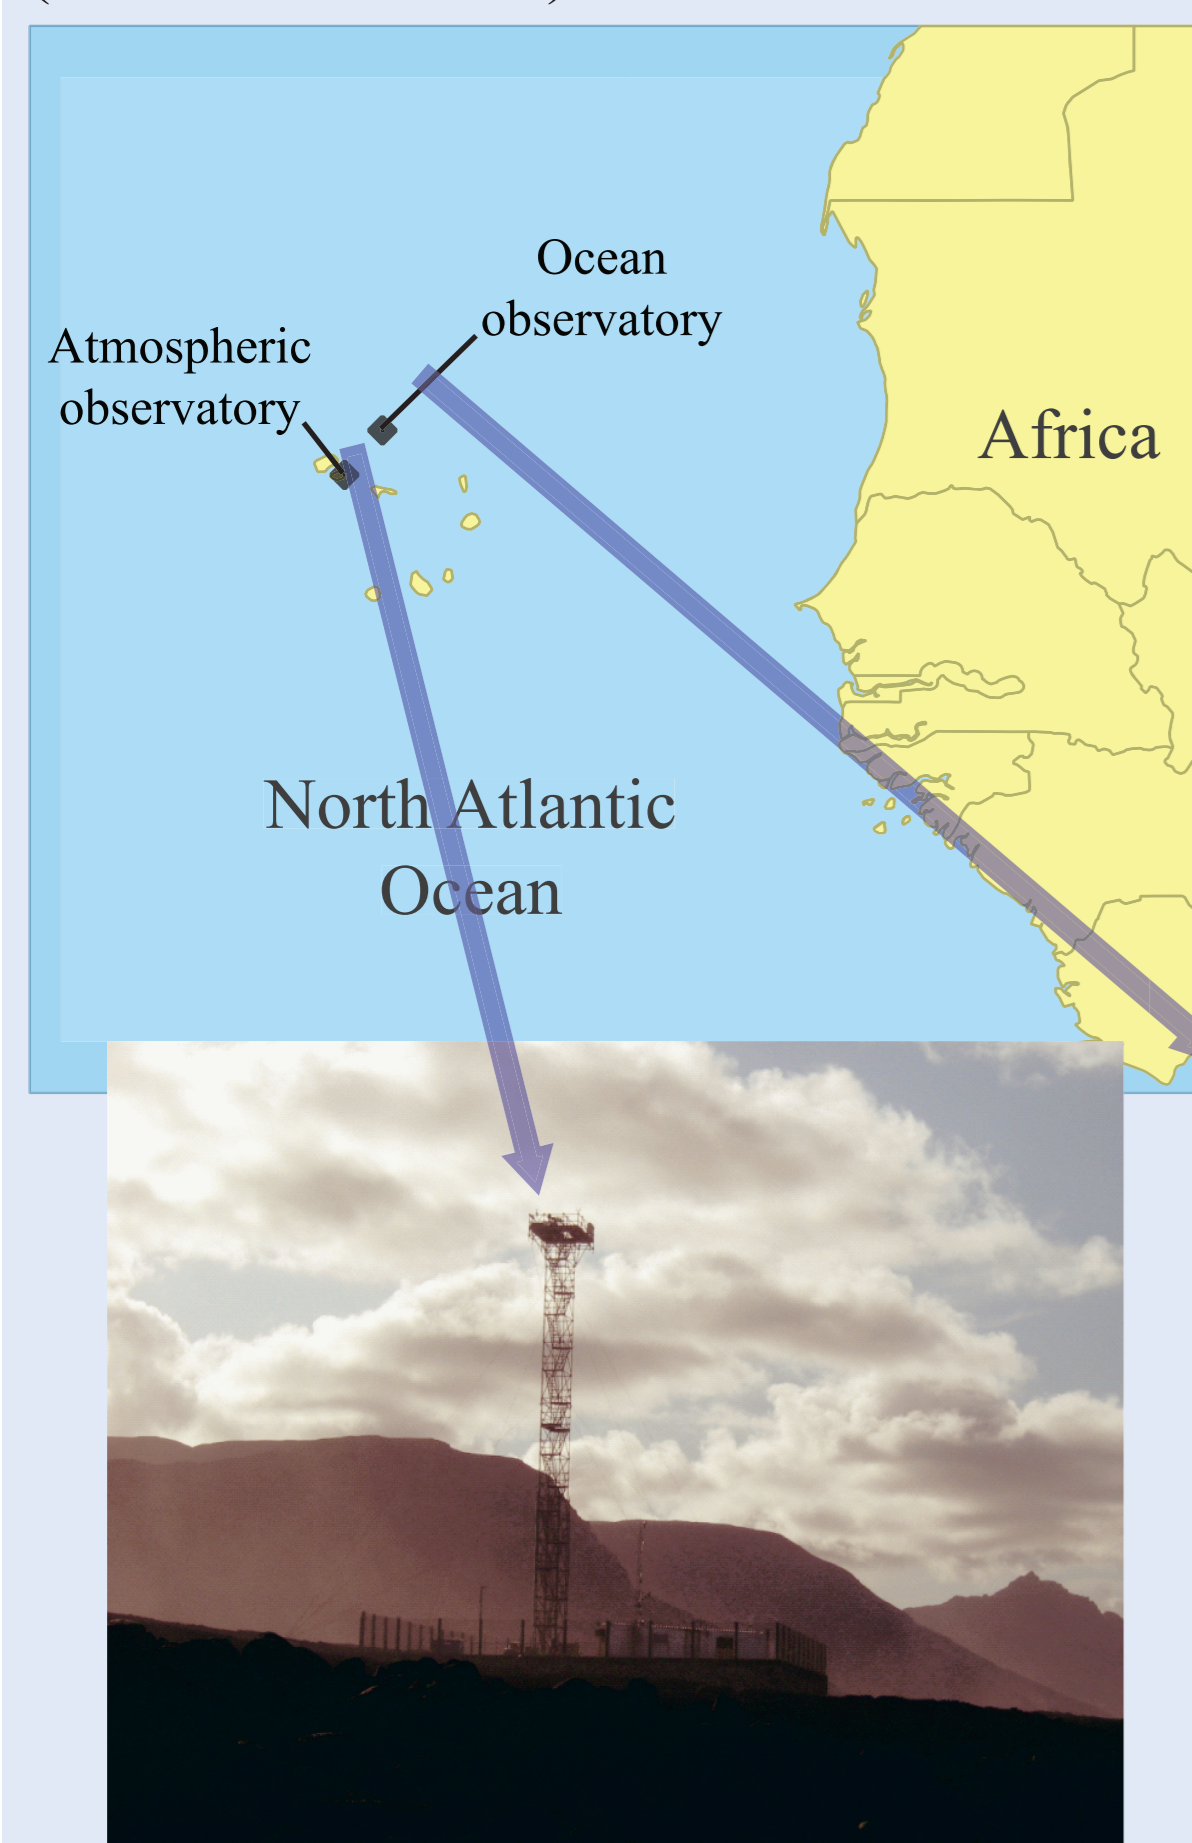 Ocean
observatory
Atmospheric
observatory
Africa
North Atlantic
Ocean